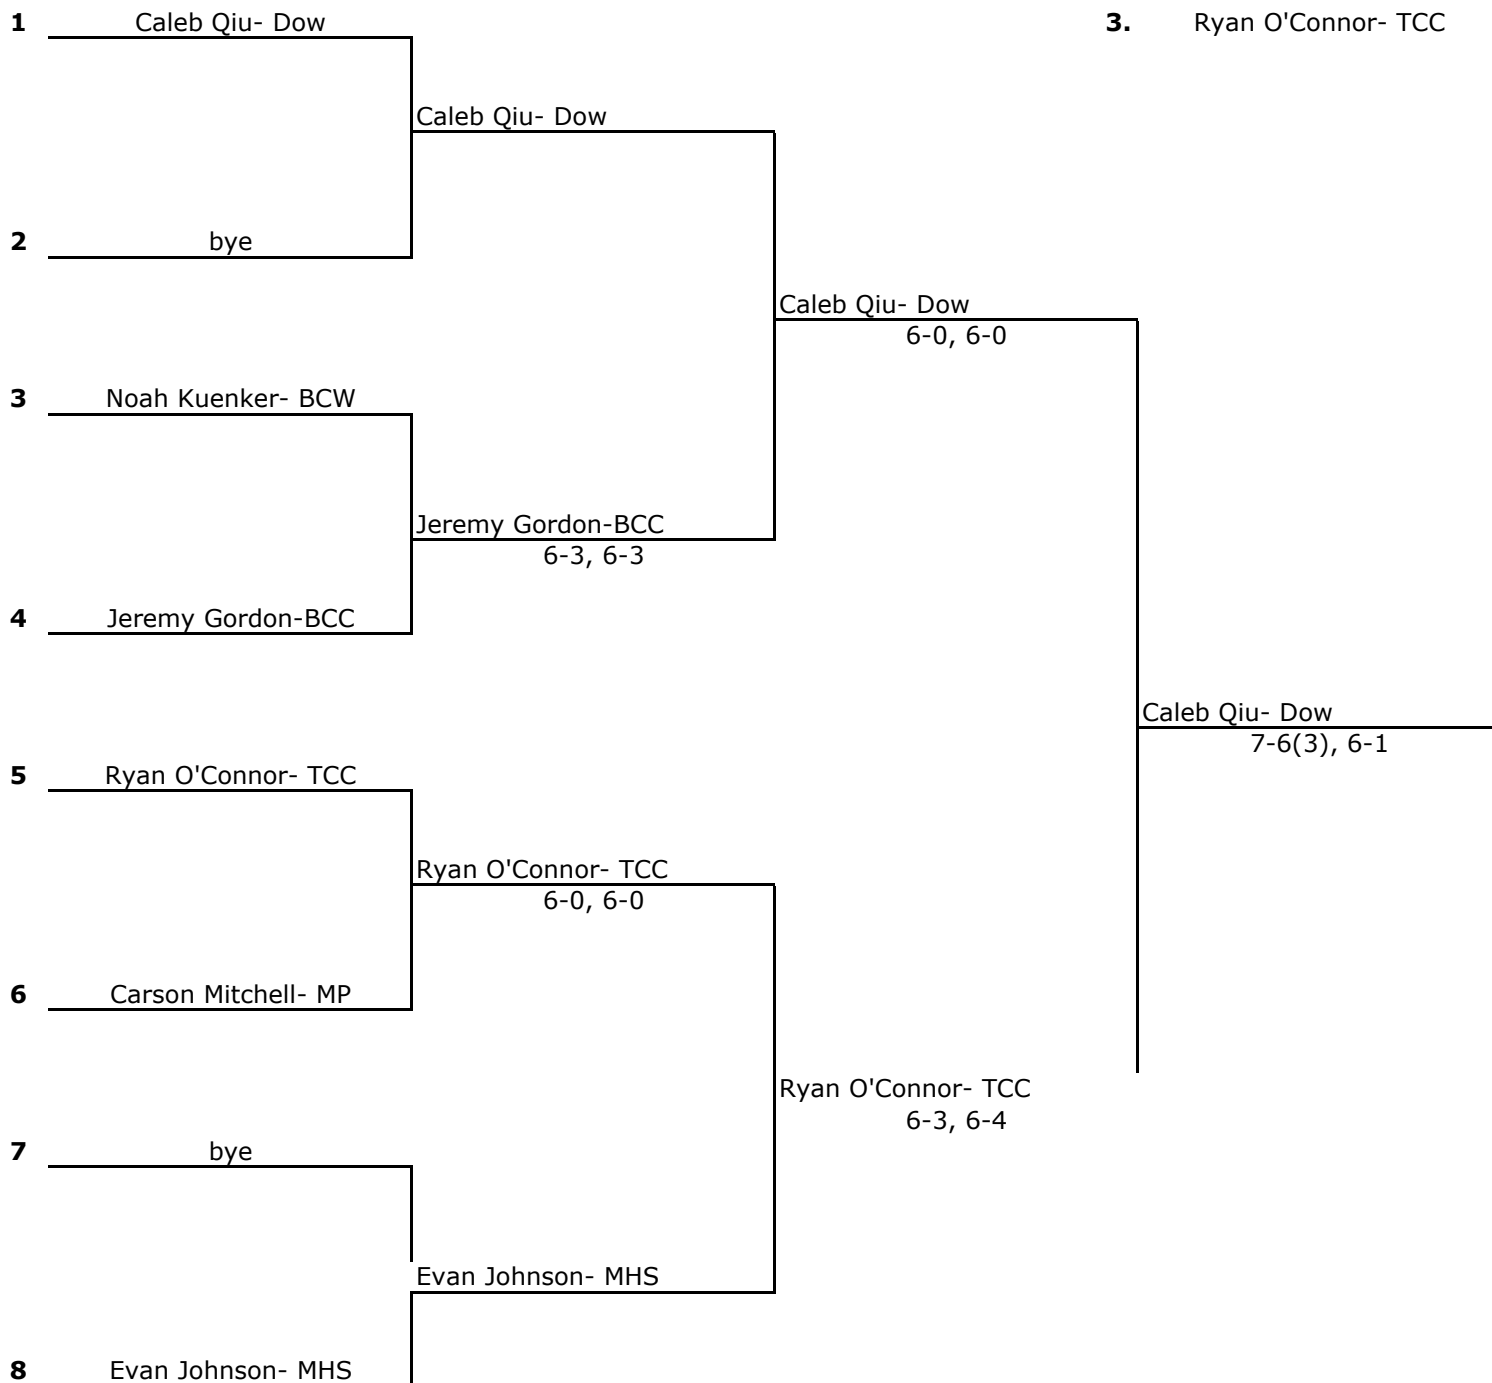 1 Caleb Qiu- Dow
3. Ryan O'Connor- TCC
Caleb Qiu- Dow
2 bye
Caleb Qiu- Dow
6-0, 6-0
3 Noah Kuenker- BCW
Jeremy Gordon-BCC
6-3, 6-3
4 Jeremy Gordon-BCC
Caleb Qiu- Dow
7-6(3), 6-1
5 Ryan O'Connor- TCC
Ryan O'Connor- TCC
6-0, 6-0
6 Carson Mitchell- MP
Ryan O'Connor- TCC
6-3, 6-4
7 bye
Evan Johnson- MHS
8 Evan Johnson- MHS